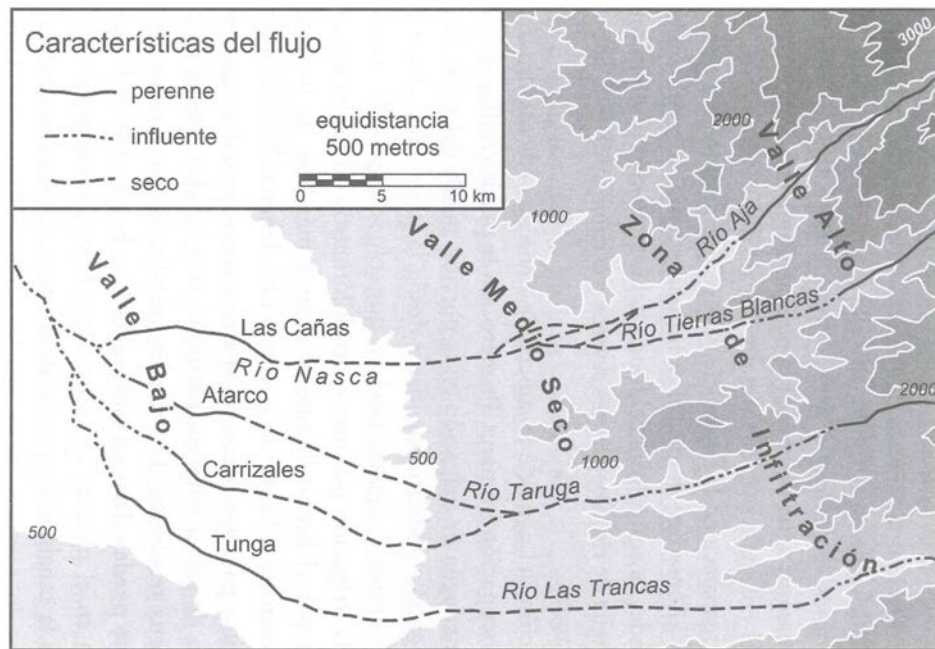 Características del flujo
perenne
influente
seco
equidistancia
500 metros
0 5 10 km
3000
2000
Valle Alto
1000
Zona de Infiltración
Río Aja
Valle Medio Seco
Valle Bajo
Las Cañas
Río Tierras Blancas
Río Nasca
Atarco
2000
500
1000
Carrizales
Río Taruga
500
Tunga
Río Las Trancas